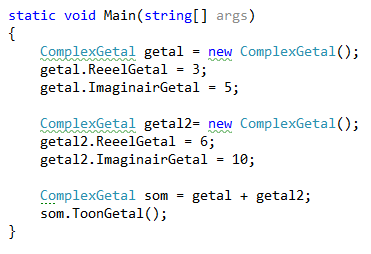 static void Main(string[] args)
{
    ComplexGetal getal = new ComplexGetal();
    getal.ReeelGetal = 3;
    getal.ImaginairGetal = 5;

    ComplexGetal getal2= new ComplexGetal();
    getal2.ReeelGetal = 6;
    getal2.ImaginairGetal = 10;

    ComplexGetal som = getal + getal2;
    som.ToonGetal();
}